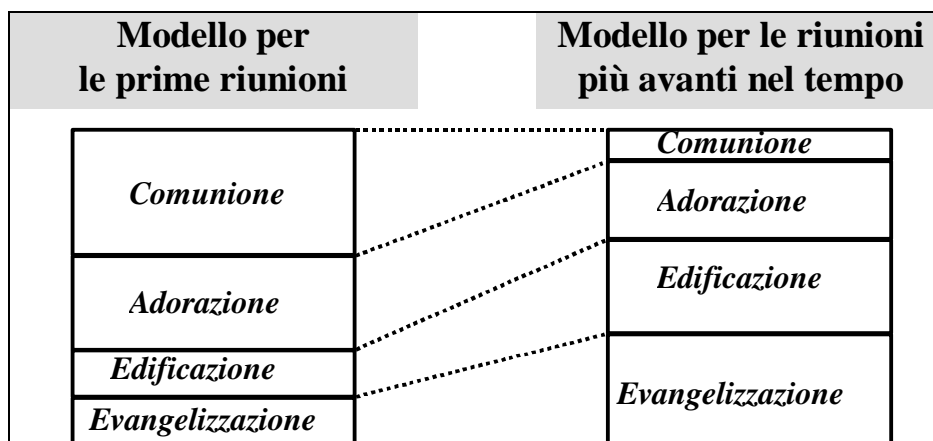 Modello per
le prime riunioni
Modello per le riunioni
più avanti nel tempo
Comunione
Adorazione
Edificazione
Evangelizzazione
Comunione
Adorazione
Edificazione
Evangelizzazione